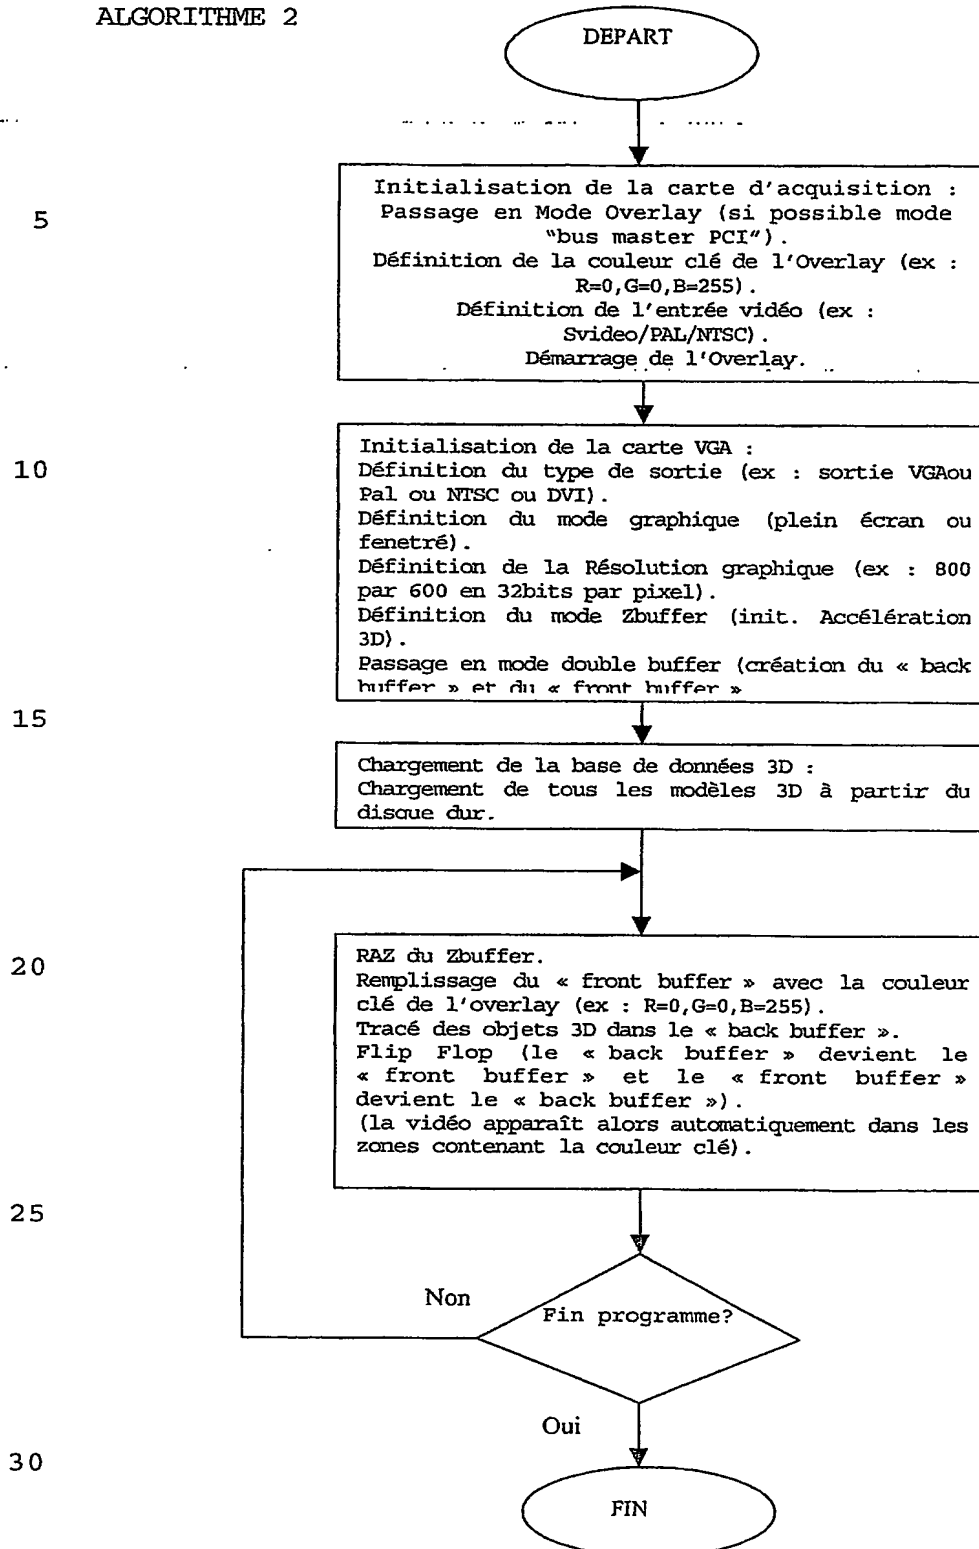 ALGORITHME 2
DEPART
5
Initialisation de la carte d'acquisition :
Passage en Mode Overlay (si possible mode
"bus master PCI").
Définition de la couleur clé de l'Overlay (ex :
R=0,G=0,B=255).
Définition de l'entrée vidéo (ex :
Svideo/PAL/NTSC).
Démarrage de l'Overlay.
10
Initialisation de la carte VGA :
Définition du type de sortie (ex : sortie VGAou
Pal ou NTSC ou DVI).
Définition du mode graphique (plein écran ou
fenetré).
Définition de la Résolution graphique (ex : 800
par 600 en 32bits par pixel).
Définition du mode Zbuffer (init. Accélération
3D).
Passage en mode double buffer (création du « back
buffer » et du « front buffer »
15
Chargement de la base de données 3D :
Chargement de tous les modèles 3D à partir du
disque dur.
20
RAZ du Zbuffer.
Remplissage du « front buffer » avec la couleur
clé de l'overlay (ex : R=0,G=0,B=255).
Tracé des objets 3D dans le « back buffer ».
Flip Flop (le « back buffer » devient le
« front buffer » et le « front buffer »
devient le « back buffer »).
(la vidéo apparaît alors automatiquement dans les
zones contenant la couleur clé).
25
Non
Fin programme?
Oui
30
FIN